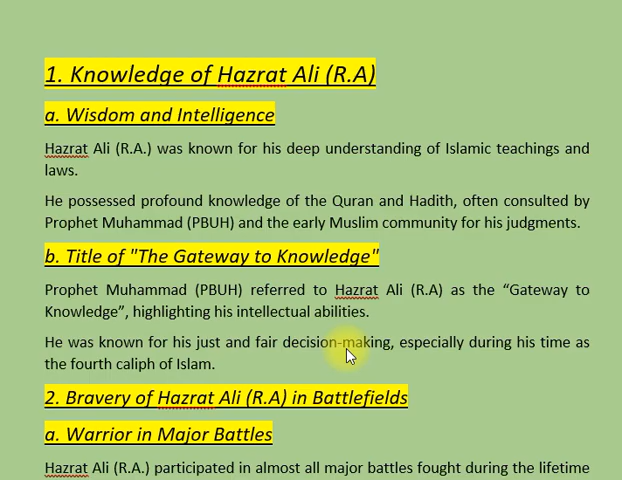 1. Knowledge of Hazrat Ali (R.A)
a. Wisdom and Intelligence
Hazrat Ali (R.A.) was known for his deep understanding of Islamic teachings and
laws.
He possessed profound knowledge of the Quran and Hadith, often consulted by
Prophet Muhammad (PBUH) and the early Muslim community for his judgments.
b. Title of "The Gateway to Knowledge"
Prophet Muhammad (PBUH) referred to Hazrat Ali (R.A) as the “Gateway to
Knowledge”, highlighting his intellectual abilities.
He was known for his just and fair decision-making, especially during his time as
the fourth caliph of Islam.
2. Bravery of Hazrat Ali (R.A) in Battlefields
a. Warrior in Major Battles
Hazrat Ali (R.A.) participated in almost all major battles fought during the lifetime